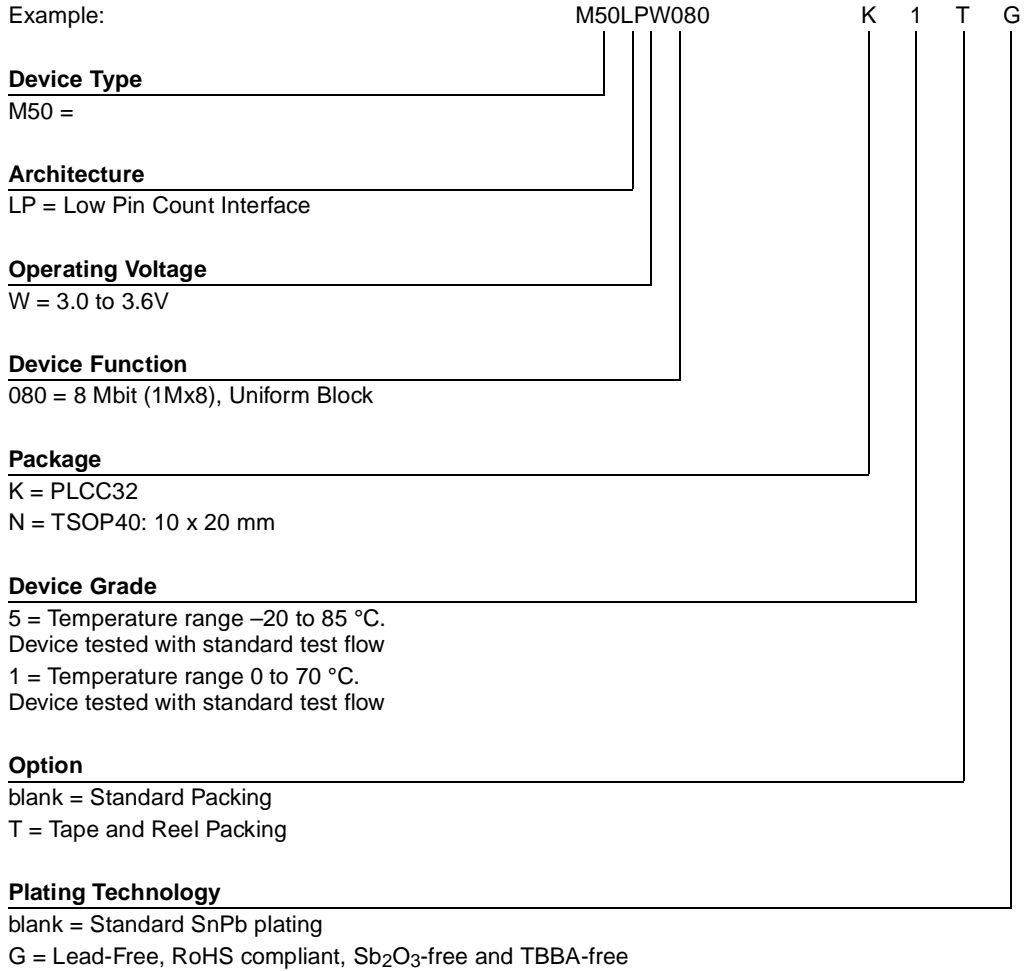 Example: M50LPW080 K 1 T G
Device Type
M50 =
Architecture
LP = Low Pin Count Interface
Operating Voltage
W = 3.0 to 3.6V
Device Function
080 = 8 Mbit (1Mx8), Uniform Block
Package
K = PLCC32
N = TSOP40: 10 x 20 mm
Device Grade
5 = Temperature range –20 to 85 °C.
Device tested with standard test flow
1 = Temperature range 0 to 70 °C.
Device tested with standard test flow
Option
blank = Standard Packing
T = Tape and Reel Packing
Plating Technology
blank = Standard SnPb plating
G = Lead-Free, RoHS compliant, Sb₂O₃-free and TBBA-free